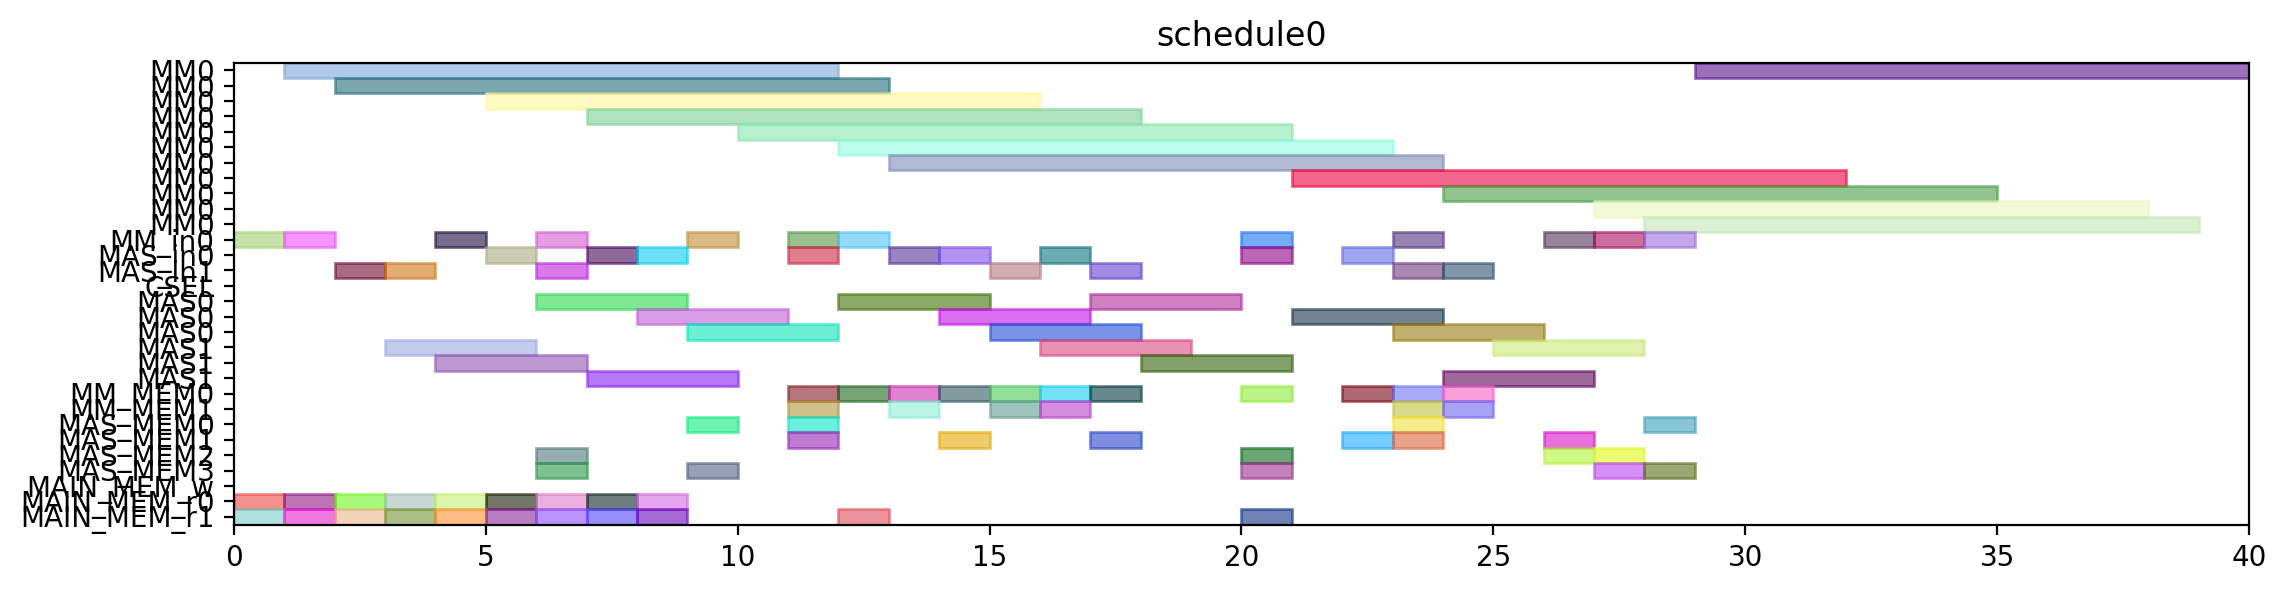 schedule0
MM0
MM0
MM0
MM0
MM0
MM0
MM0
MM0
MM0
MM0
MM0
MM_in0
MAS_in0
MAS_in1
CSEL
MAS0
MAS0
MAS0
MAS1
MAS1
MAS1
MM_MEM0
MM_MEM1
MAS_MEM0
MAS_MEM1
MAS_MEM2
MAS_MEM3
MAIN_MEM_w
MAIN_MEM_r0
MAIN_MEM_r1
0 5 10 15 20 25 30 35 40